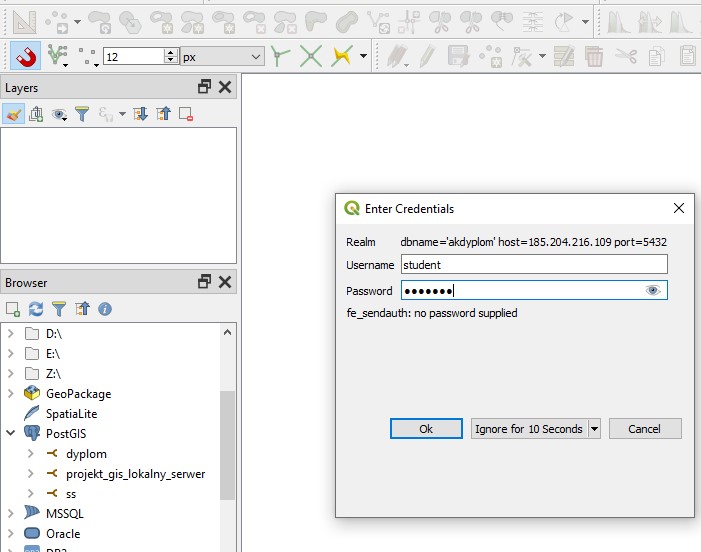 12
px
Layers
Enter Credentials
Realm dbname='akdyplom' host=185.204.216.109 port=5432
Username student
Password ●●●●●●●
fe_sendauth: no password supplied
Ok
Ignore for 10 Seconds
Cancel
Browser
D:\
E:\
Z:\
GeoPackage
SpatiaLite
PostGIS
dyplom
projekt_gis_lokalny_serwer
ss
MSSQL
Oracle
DB2